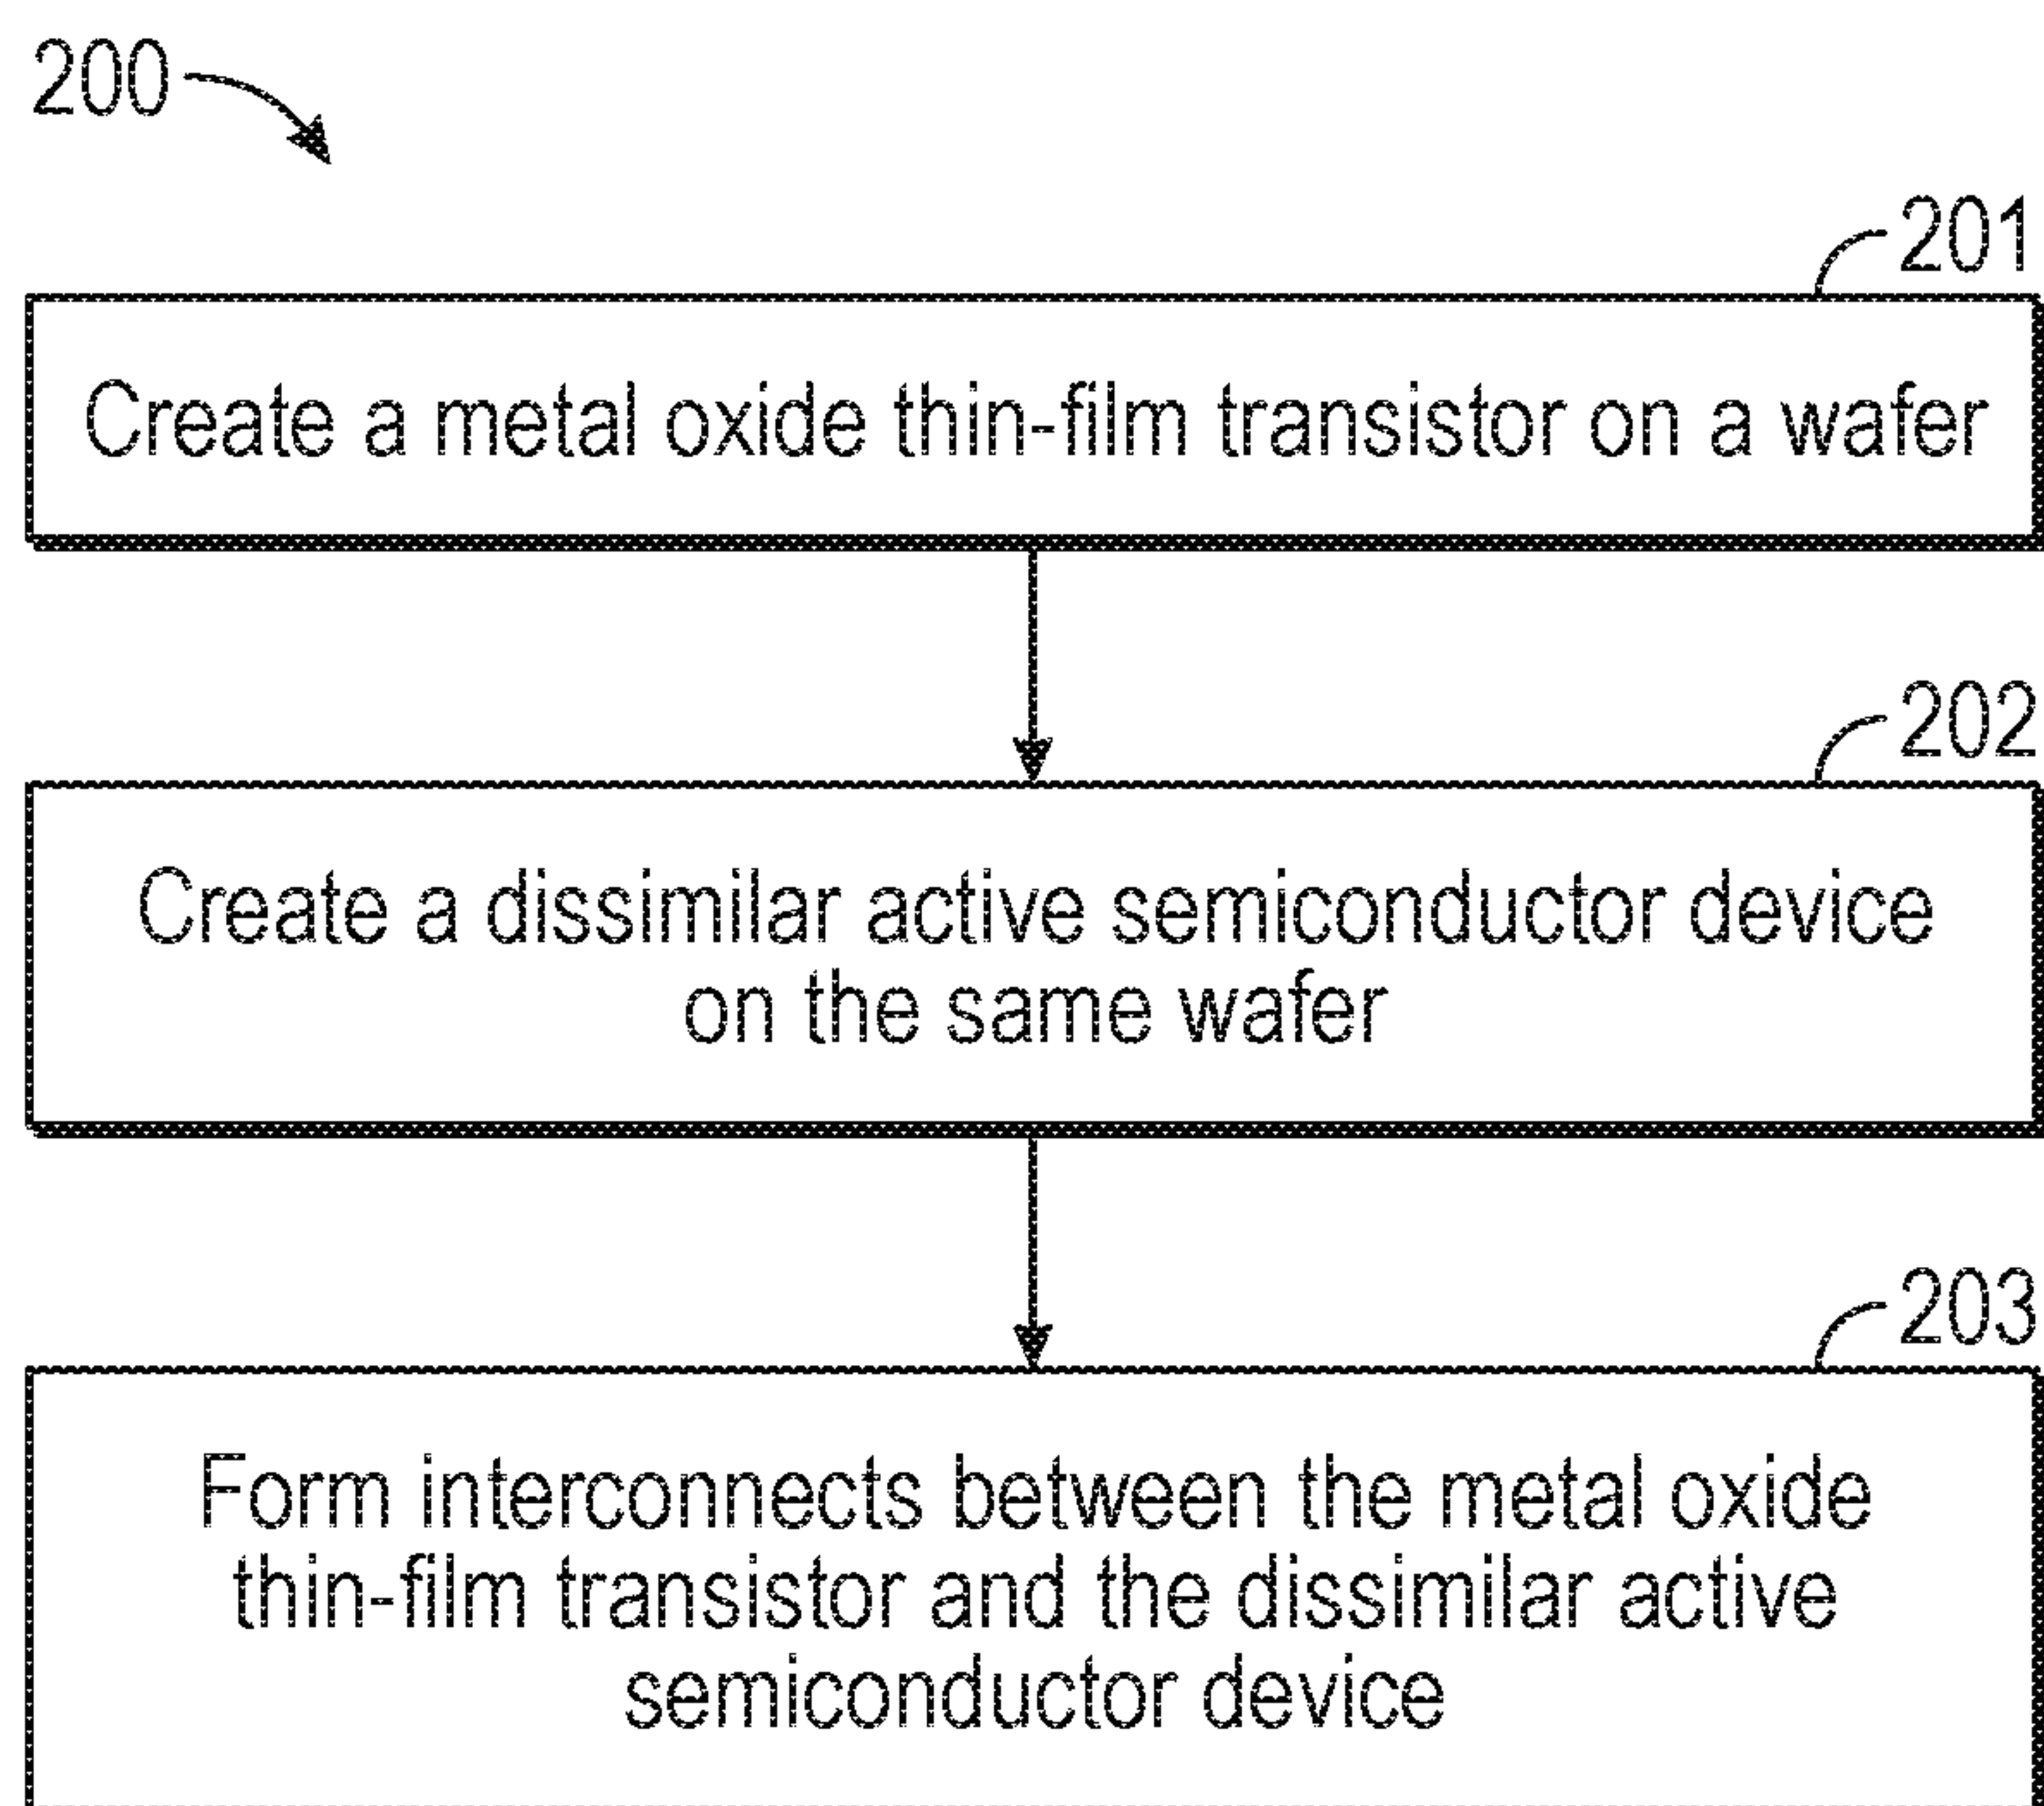 200
201
Create a metal oxide thin-film transistor on a wafer
202
Create a dissimilar active semiconductor device
on the same wafer
203
Form interconnects between the metal oxide
thin-film transistor and the dissimilar active
semiconductor device